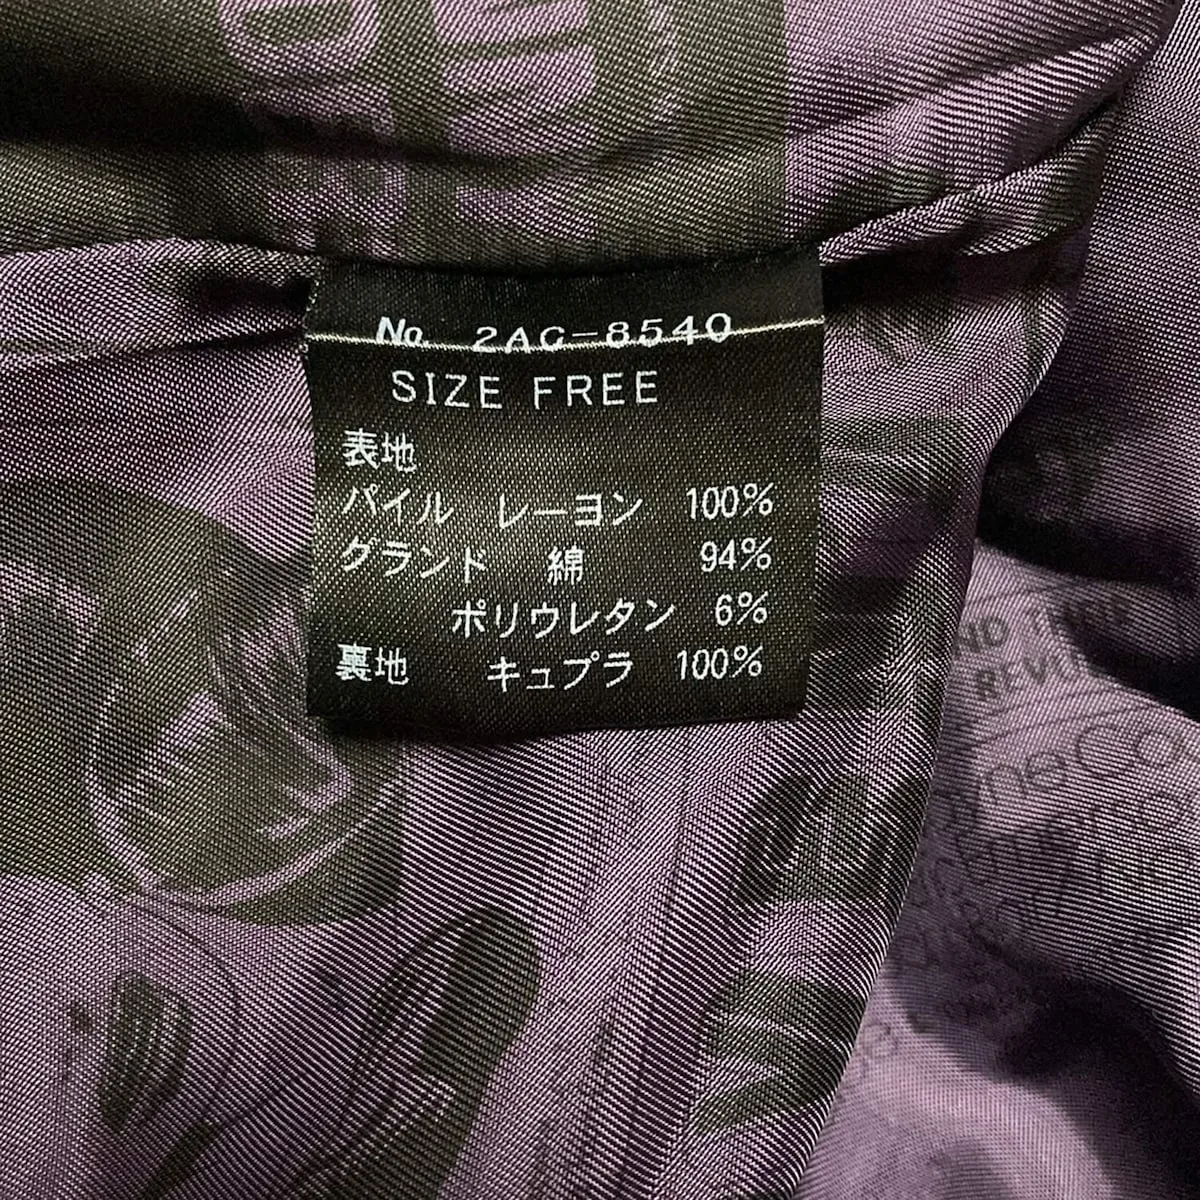 No. 2AC-8540
SIZE FREE
表地
パイル レーヨン 100%
グランド 綿 94%
ポリウレタン 6%
裏地 キュプラ 100%